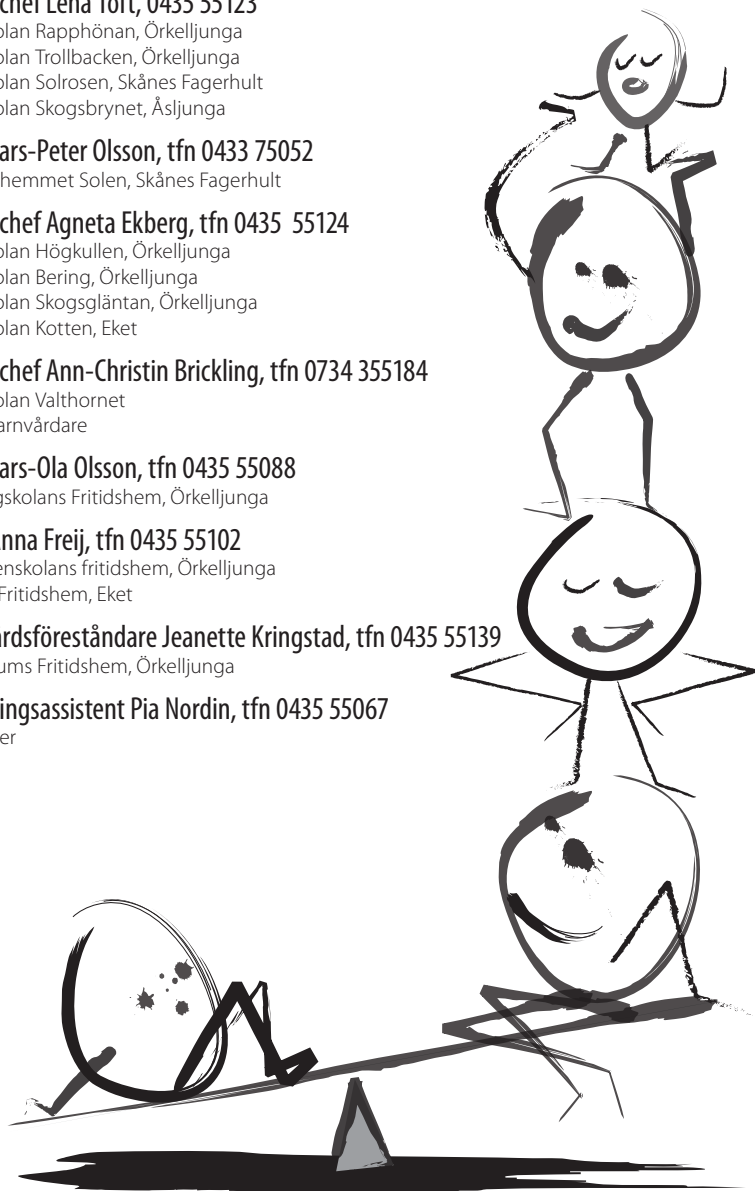 chef Lena Toft, 0435 55123
olan Rapphönan, Örkelljunga
olan Trollbacken, Örkelljunga
olan Solrosen, Skånes Fagerhult
olan Skogsbrynet, Åsljunga
ars-Peter Olsson, tfn 0433 75052
hemmet Solen, Skånes Fagerhult
chef Agneta Ekberg, tfn 0435 55124
olan Högkullen, Örkelljunga
olan Bering, Örkelljunga
olan Skogsgläntan, Örkelljunga
olan Kotten, Eket
chef Ann-Christin Brickling, tfn 0734 355184
olan Valthornet
arnvårdare
ars-Ola Olsson, tfn 0435 55088
gskolans Fritidshem, Örkelljunga
nna Freij, tfn 0435 55102
enskolans fritidshem, Örkelljunga
Fritidshem, Eket
årdsföreståndare Jeanette Kringstad, tfn 0435 55139
ums Fritidshem, Örkelljunga
ingsassistent Pia Nordin, tfn 0435 55067
er